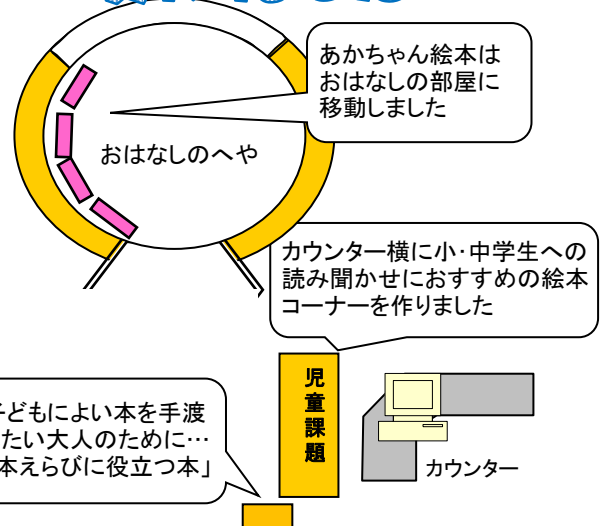 あかちゃん絵本は
おはなしの部屋に
移動しました
おはなしのへや
カウンター横に小・中学生への
読み聞かせにおすすめの絵本
コーナーを作りました
児童課題
子どもによい本を手渡
たい大人のために…
本えらびに役立つ本」
カウンター